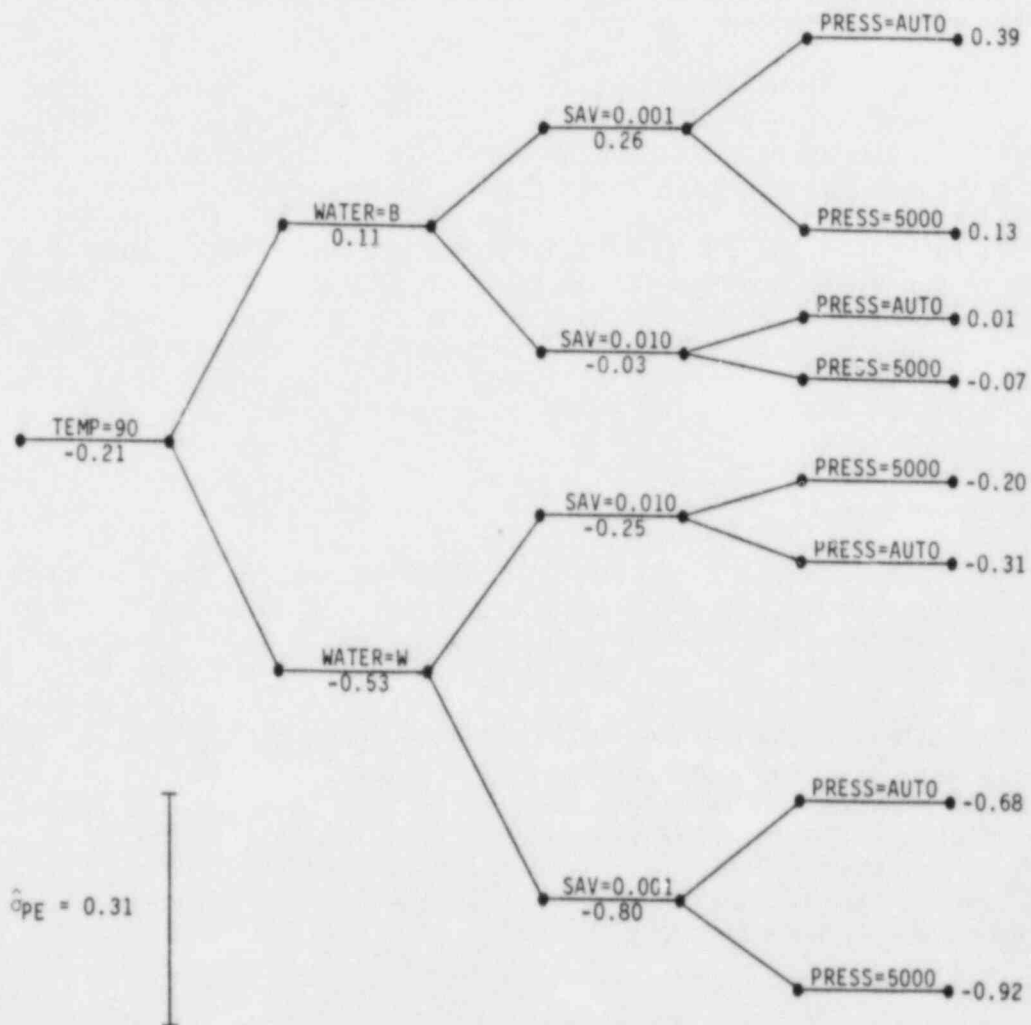 PRESS=AUTO 0.39
SAV=0.001
0.26
WATER=B
0.11
PRESS=5000 0.13
PRESS=AUTO 0.01
SAV=0.010
-0.03
PRESS=5000 -0.07
TEMP=90
-0.21
PRESS=5000 -0.20
SAV=0.010
-0.25
PRESS=AUTO -0.31
WATER=W
-0.53
PRESS=AUTO -0.68
SAV=0.001
-0.80
σ̂PE = 0.31
PRESS=5000 -0.92